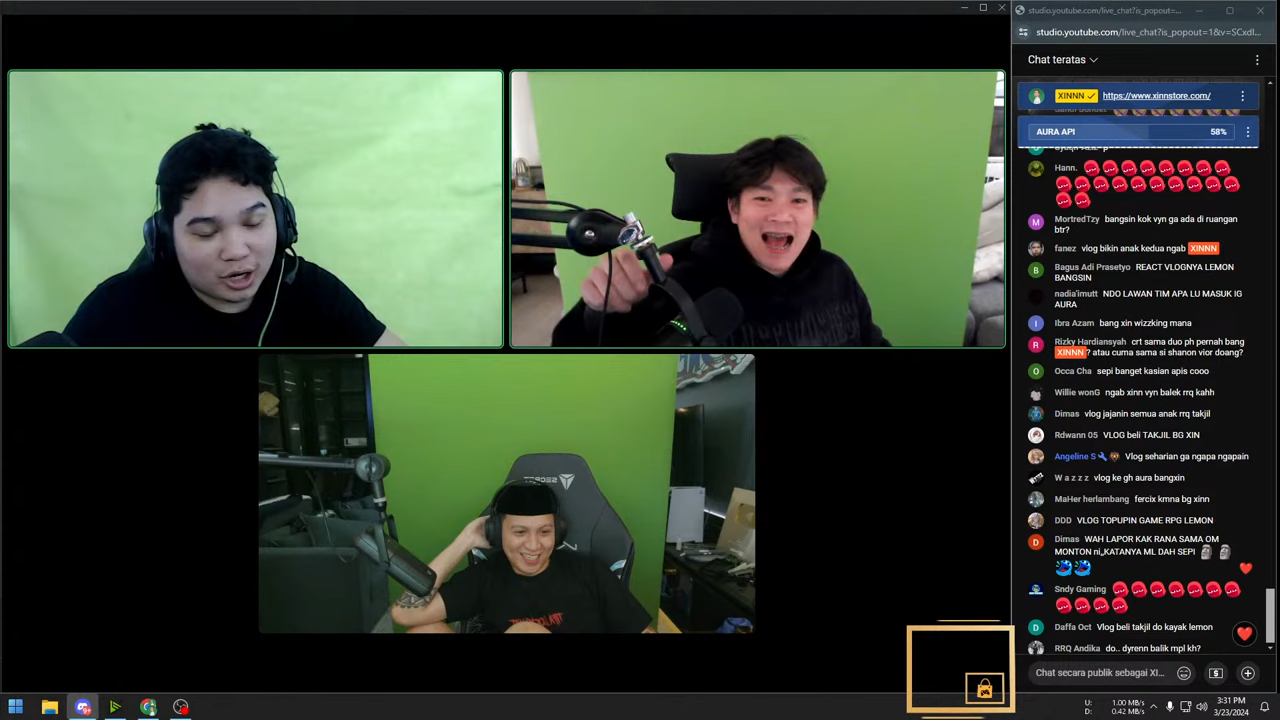 studio.youtube.com/live_chat?is_popout=...
studio.youtube.com/live_chat?is_popout=1&v=SCxdI...
Chat teratas
XINNN https://www.xinnstore.com/
AURA API 58%
Hann.
MortredTzy bangsin kok vyn ga ada di ruangan
btr?
fanez vlog bikin anak kedua ngab XINNN
Bagus Adi Prasetyo REACT VLOGNYA LEMON
BANGSIN
nadia'imutt NDO LAWAN TIM APA LU MASUK IG
AURA
Ibra Azam bang xin wizzking mana
Rizky Hardiansyah crt sama duo ph pernah bang
XINNN ? atau cuma sama si shanon vior doang?
Occa Cha sepi banget kasian apis cooo
Willie wonG ngab xinn vyn balek rrq kahh
Dimas vlog jajanin semua anak rrq takjil
Rdwann 05 VLOG beli TAKJIL BG XIN
Angeline S Vlog seharian ga ngapa ngapain
W a z z z vlog ke gh aura bangxin
MaHer herlambang fercix kmna bg xinn
DDD VLOG TOPUPIN GAME RPG LEMON
Dimas WAH LAPOR KAK RANA SAMA OM
MONTON ni,,KATANYA ML DAH SEPI
Sndy Gaming
Daffa Oct Vlog beli takjil do kayak lemon
RRQ Andika do.. dyrenn balik mpl kh?
Chat secara publik sebagai XI...
SECRET
U: 1.00 MB/s
D: 0.42 MB/s
3:31 PM
3/23/2024